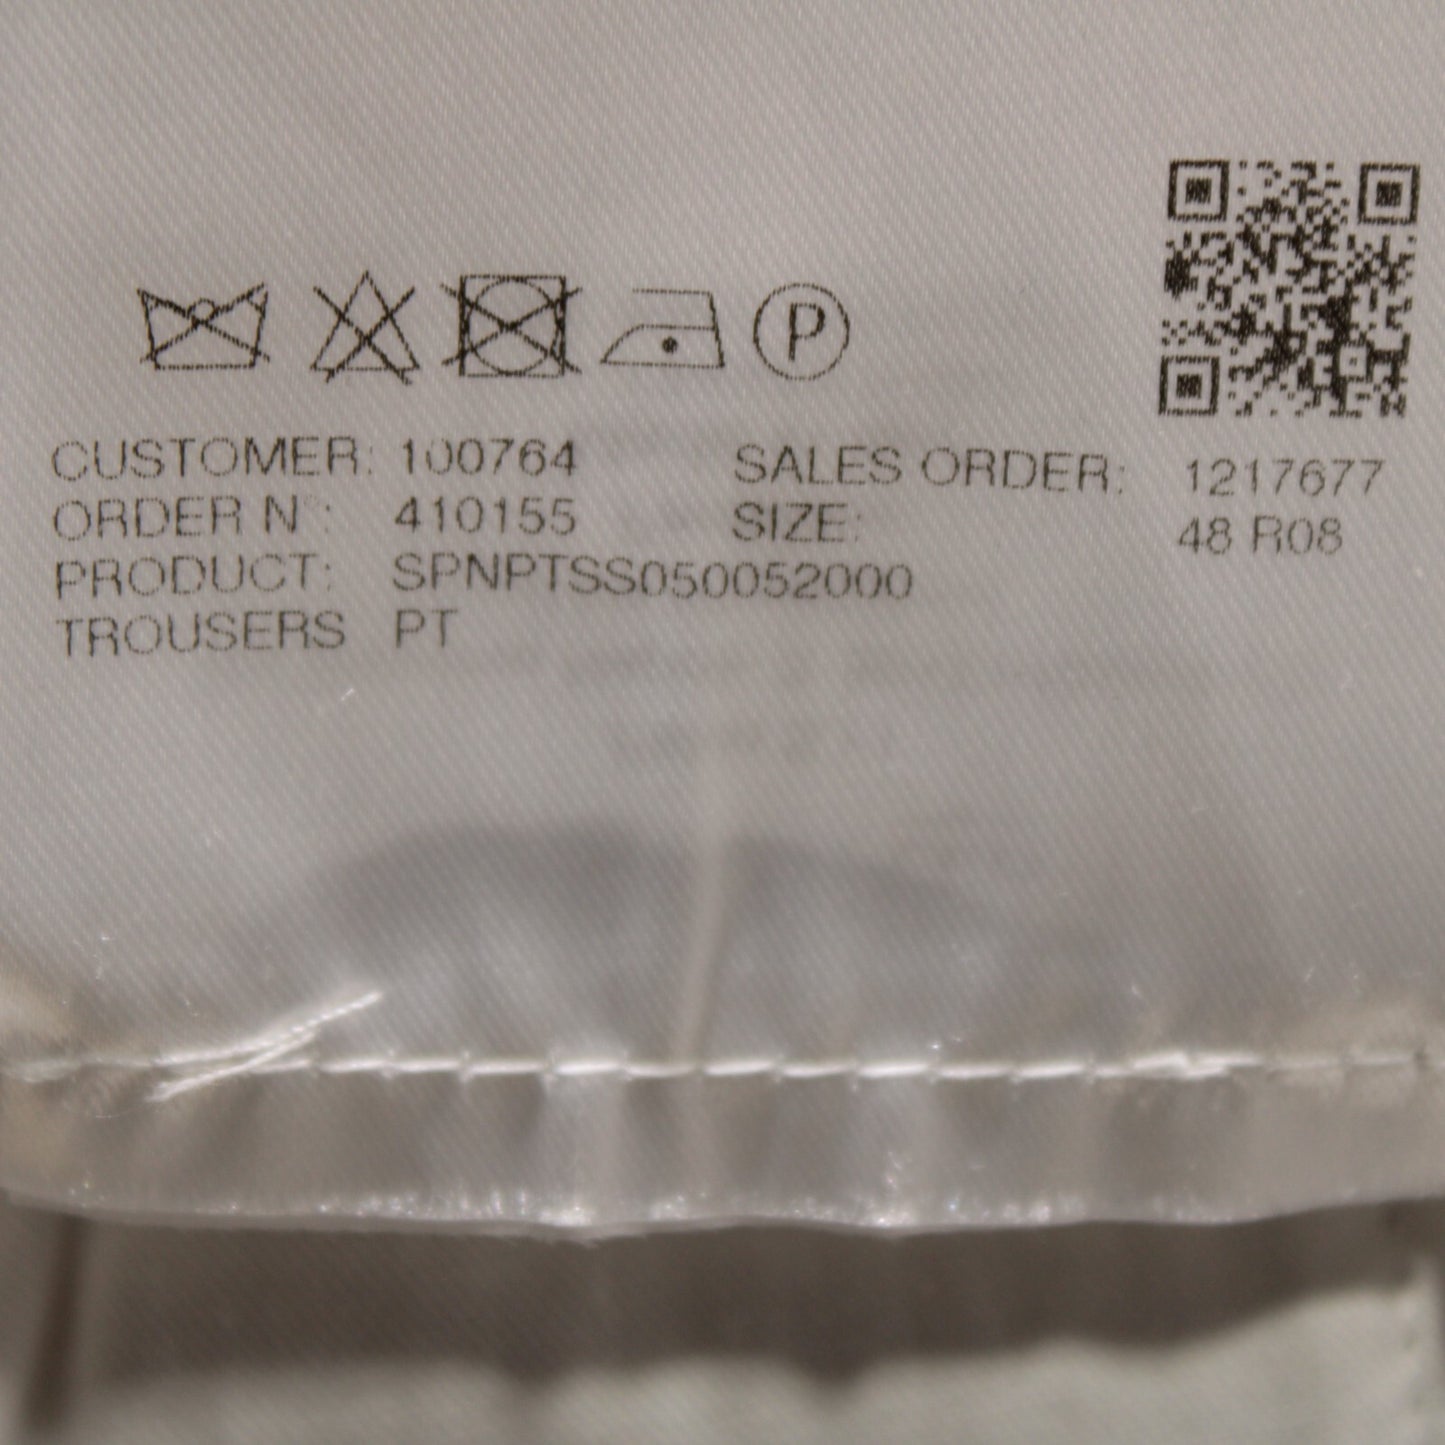 P
CUSTOMER: 100764 SALES ORDER: 1217677
ORDER N°: 410155 SIZE: 48 R08
PRODUCT: SPNPTSS050052000
TROUSERS PT